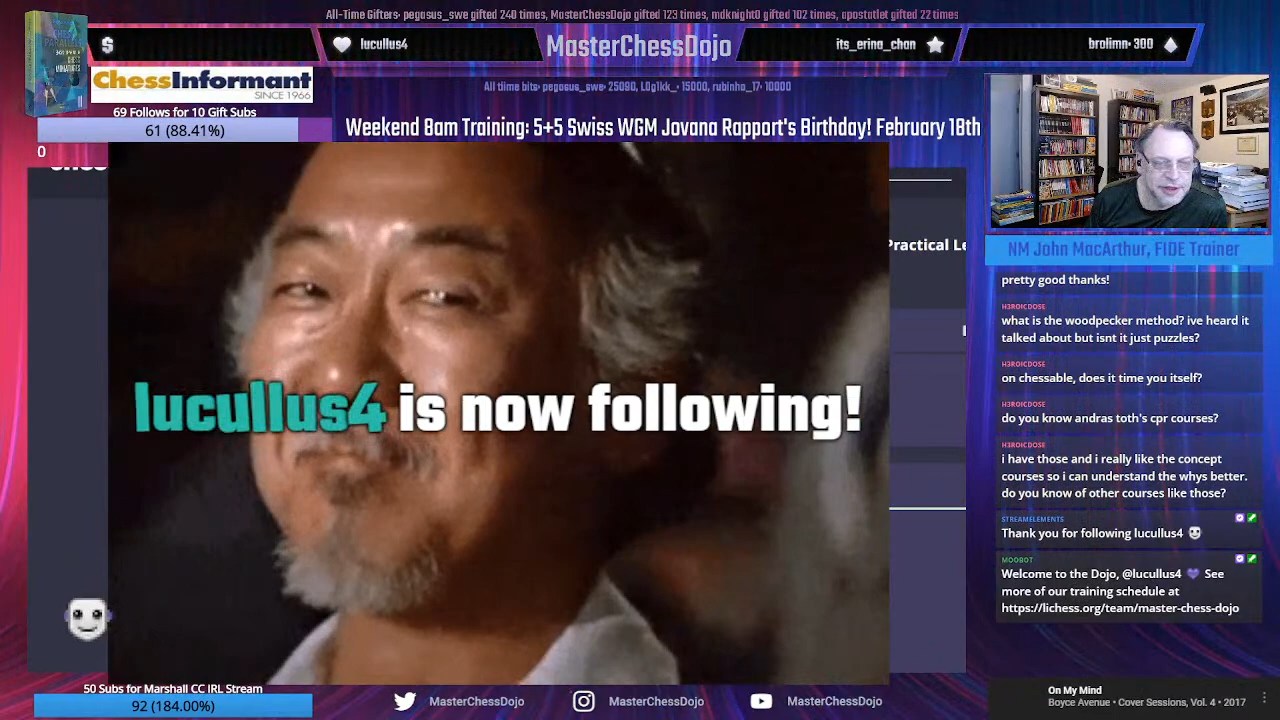 All-Time Gifters• pegasus_swe gifted 240 times, MasterChessDojo gifted 123 times, mdknight0 gifted 102 times, apostatlet gifted 22 times
$
lucullus4
MasterChessDojo
its_erina_chan
brolimn• 300
ChessInformant
SINCE 1966
All time bits• pegasus_swe• 25090, L0g1kk_• 15000, rubinho_17• 10000
69 Follows for 10 Gift Subs
61 (88.41%)
0
Weekend 8am Training: 5+5 Swiss WGM Jovana Rapport's Birthday! February 18th
Practical Le
lucullus4 is now following!
NM John MacArthur, FIDE Trainer
pretty good thanks!
H3ROICDOSE
what is the woodpecker method? ive heard it
talked about but isnt it just puzzles?
H3ROICDOSE
on chessable, does it time you itself?
H3ROICDOSE
do you know andras toth's cpr courses?
H3ROICDOSE
i have those and i really like the concept
courses so i can understand the whys better.
do you know of other courses like those?
STREAMELEMENTS
Thank you for following lucullus4
MOOBOT
Welcome to the Dojo, @lucullus4 💜 See
more of our training schedule at
https://lichess.org/team/master-chess-dojo
50 Subs for Marshall CC IRL Stream
92 (184.00%)
MasterChessDojo
MasterChessDojo
MasterChessDojo
On My Mind
Boyce Avenue • Cover Sessions, Vol. 4 • 2017